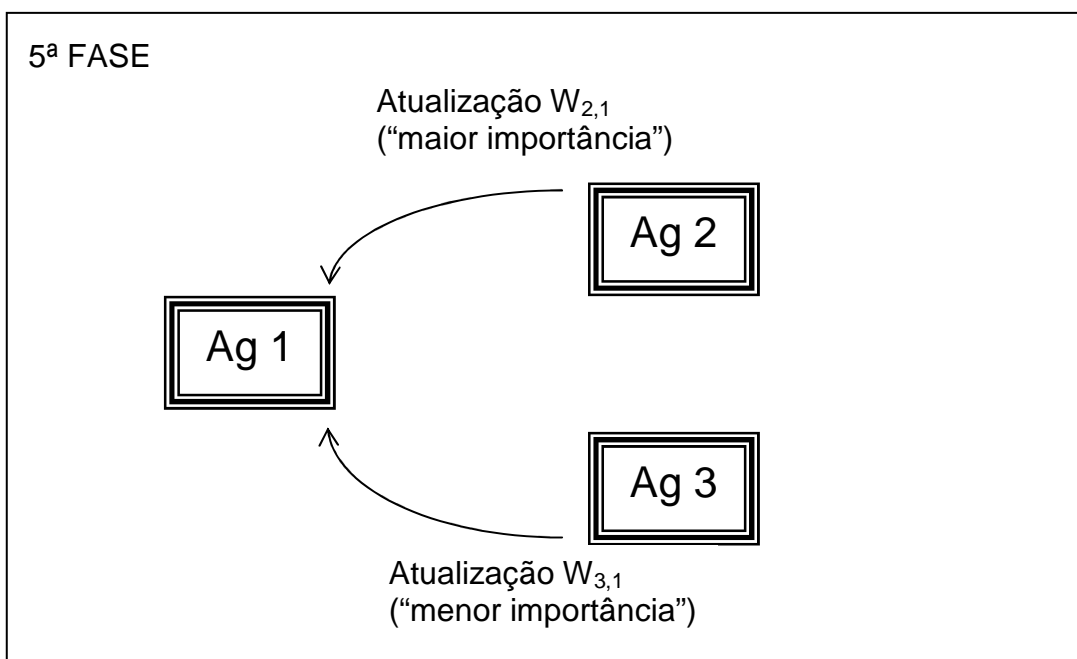 5ª FASE
Atualização W2,1
(“maior importância”)
Ag 2
Ag 1
Ag 3
Atualização W3,1
(“menor importância”)